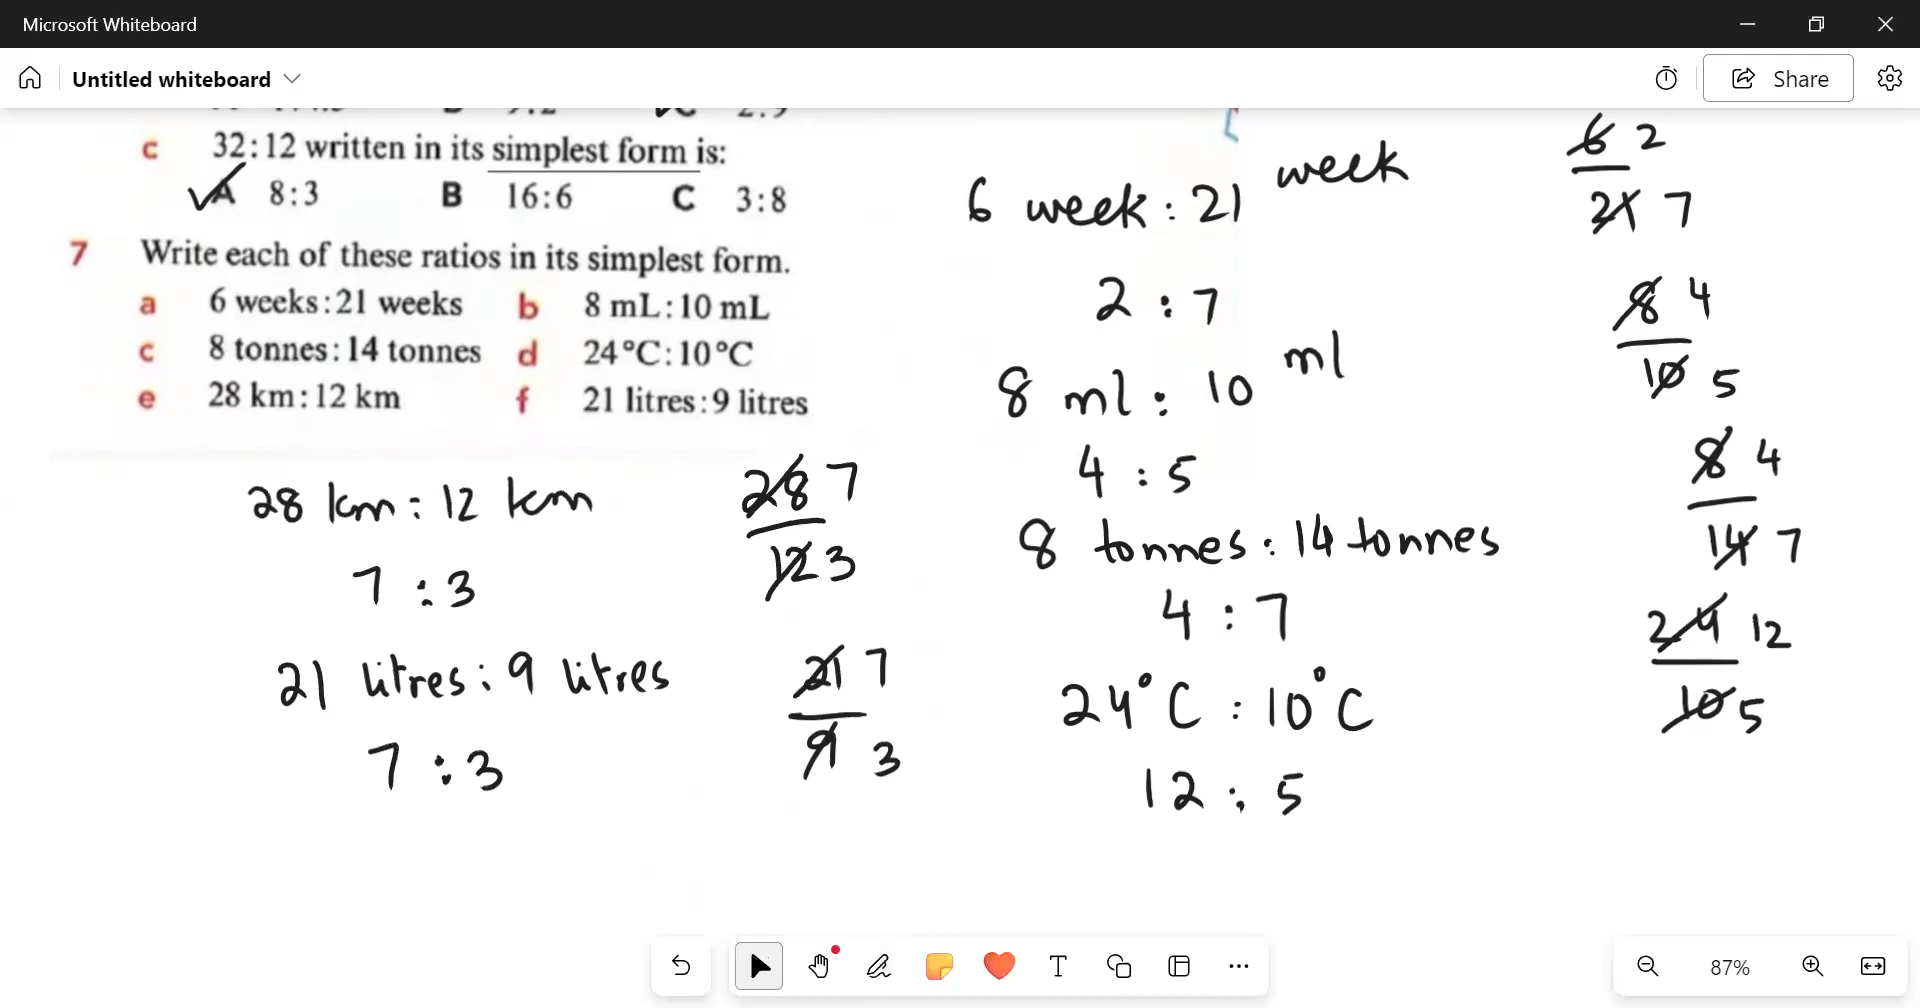 Microsoft Whiteboard
Untitled whiteboard
Share
c 32:12 written in its simplest form is:
A 8:3 B 16:6 C 3:8
7 Write each of these ratios in its simplest form.
a 6 weeks:21 weeks b 8 mL:10 mL
c 8 tonnes:14 tonnes d 24°C:10°C
e 28 km:12 km f 21 litres:9 litres
28 km : 12 km
7 : 3
28 7
12 3
21 litres : 9 litres
7 : 3
21 7
9 3
6 week : 21 week
2 : 7
6 2
21 7
8 ml : 10 ml
4 : 5
8 4
10 5
8 tonnes : 14 tonnes
4 : 7
8 4
14 7
24°C : 10°C
12 : 5
24 12
10 5
87%